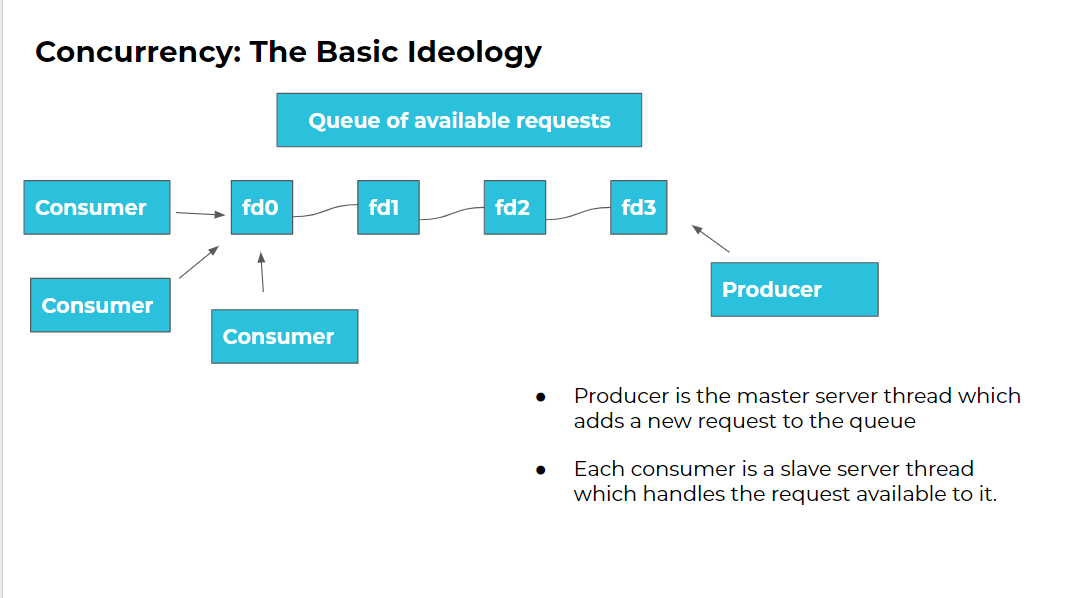 Concurrency: The Basic Ideology
Queue of available requests
Consumer
fd0
fd1
fd2
fd3
Consumer
Consumer
Producer
● Producer is the master server thread which
adds a new request to the queue
● Each consumer is a slave server thread
which handles the request available to it.